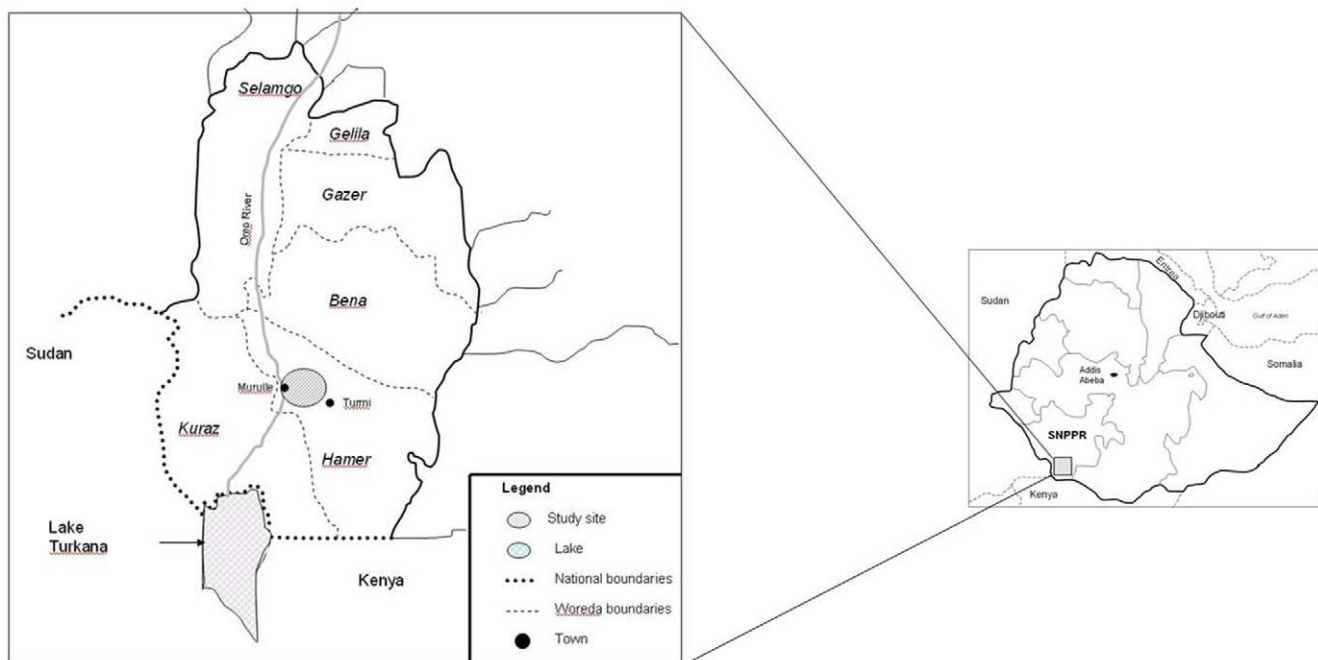 Selamgo
Gelila
Gazer
Omo River
Bena
Sudan
Murulle
Turmi
Kuraz
Hamer
Lake
Turkana
Kenya
Legend
Study site
Lake
National boundaries
Woreda boundaries
Town
Sudan
Eritrea
Djibouti
Gulf of Aden
Somalia
Addis
Abeba
SNPPR
Kenya